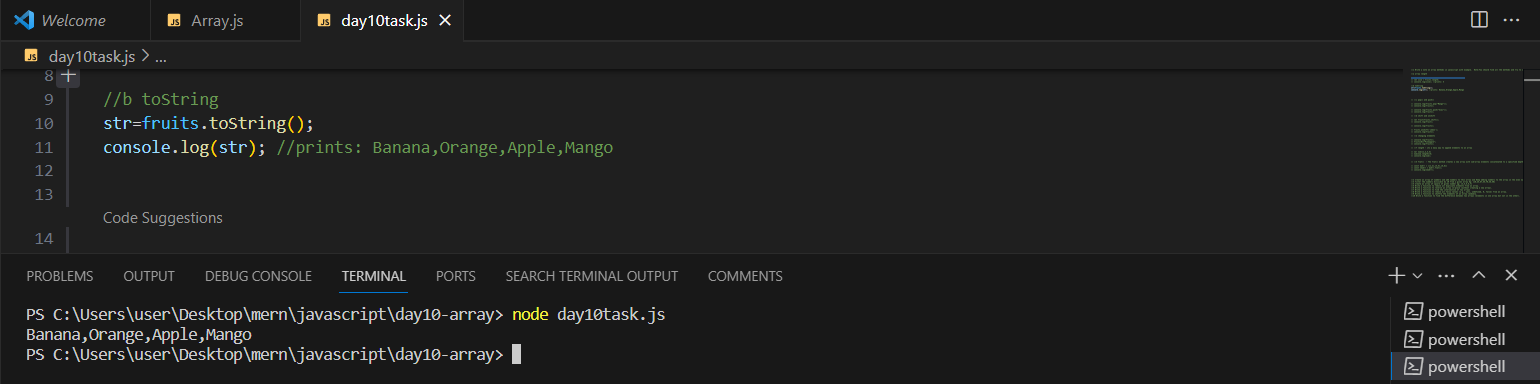 Welcome
Array.js
day10task.js
day10task.js > ...
8
9 //b toString
10 str=fruits.toString();
11 console.log(str); //prints: Banana,Orange,Apple,Mango
12
13
Code Suggestions
14
PROBLEMS OUTPUT DEBUG CONSOLE TERMINAL PORTS SEARCH TERMINAL OUTPUT COMMENTS
PS C:\Users\user\Desktop\mern\javascript\day10-array> node day10task.js
Banana,Orange,Apple,Mango
PS C:\Users\user\Desktop\mern\javascript\day10-array>
powershell
powershell
powershell